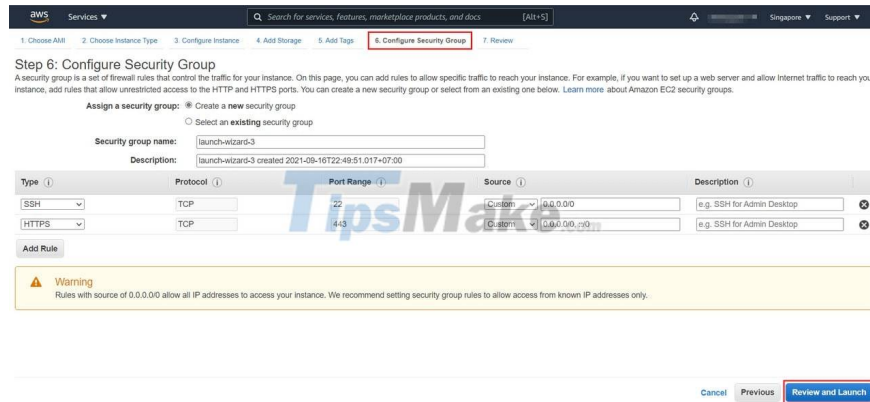 aws Services ▼ Search for services, features, marketplace products, and docs [Alt+S] Singapore ▼ Support ▼
1. Choose AMI 2. Choose Instance Type 3. Configure Instance 4. Add Storage 5. Add Tags 6. Configure Security Group 7. Review
Step 6: Configure Security Group
A security group is a set of firewall rules that control the traffic for your instance. On this page, you can add rules to allow specific traffic to reach your instance. For example, if you want to set up a web server and allow Internet traffic to reach you
instance, add rules that allow unrestricted access to the HTTP and HTTPS ports. You can create a new security group or select from an existing one below. Learn more about Amazon EC2 security groups.
Assign a security group: Create a new security group
Select an existing security group
Security group name: launch-wizard-3
Description: launch-wizard-3 created 2021-09-16T22:49:51.017+07:00
Type Protocol Port Range Source Description
SSH TCP 22 Custom 0.0.0.0/0 e.g. SSH for Admin Desktop
HTTPS TCP 443 Custom 0.0.0.0/0, ::/0 e.g. SSH for Admin Desktop
TipsMake.com
Add Rule
Warning
Rules with source of 0.0.0.0/0 allow all IP addresses to access your instance. We recommend setting security group rules to allow access from known IP addresses only.
Cancel Previous Review and Launch